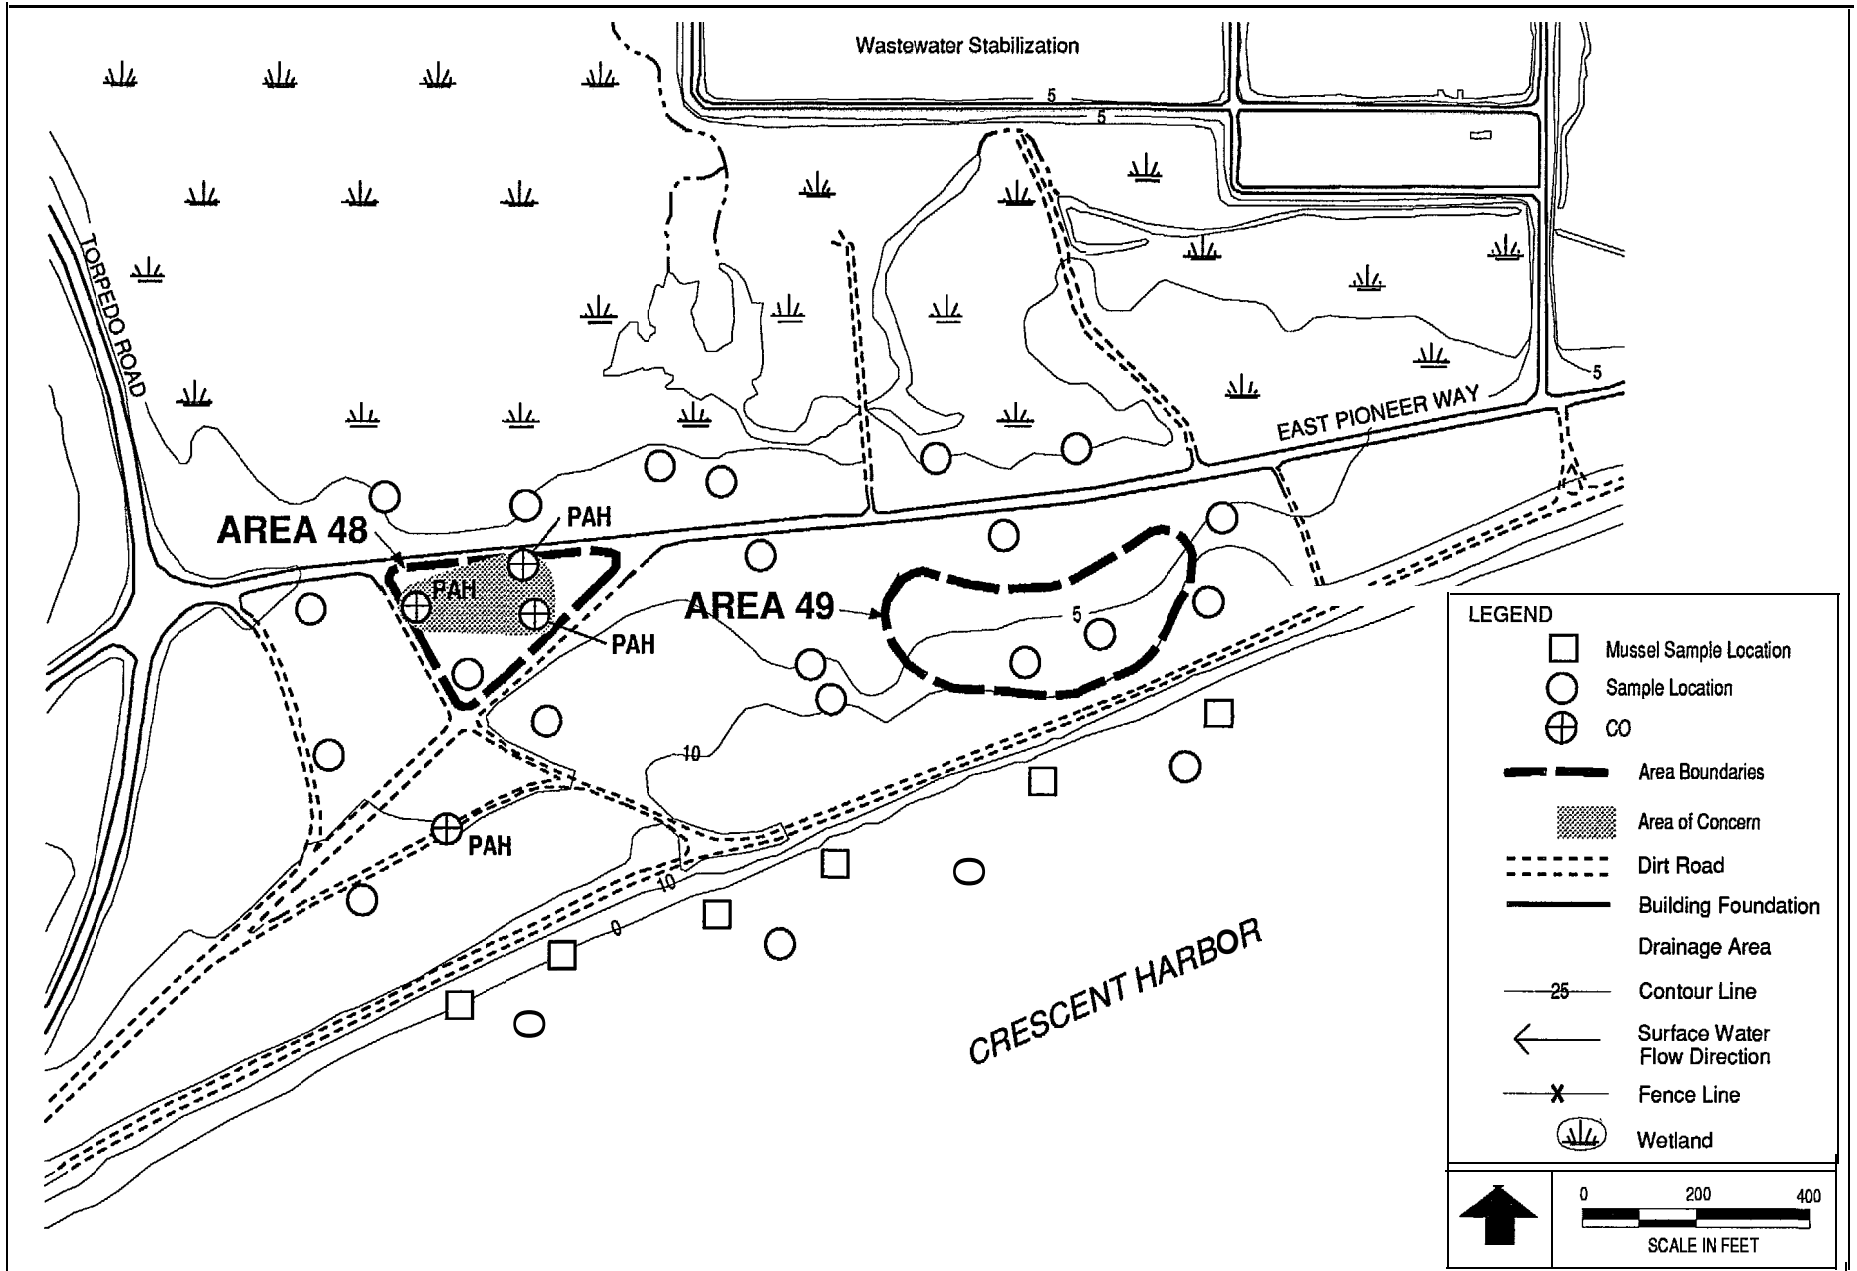 Wastewater Stabilization
5
5
TORPEDO ROAD
5
EAST PIONEER WAY
AREA 48
PAH
PAH
AREA 49
5
PAH
10
PAH
10
0
CRESCENT HARBOR
LEGEND
Mussel Sample Location
Sample Location
CO
Area Boundaries
Area of Concern
Dirt Road
Building Foundation
Drainage Area
25
Contour Line
Surface Water
Flow Direction
X
Fence Line
Wetland
0 200 400
SCALE IN FEET